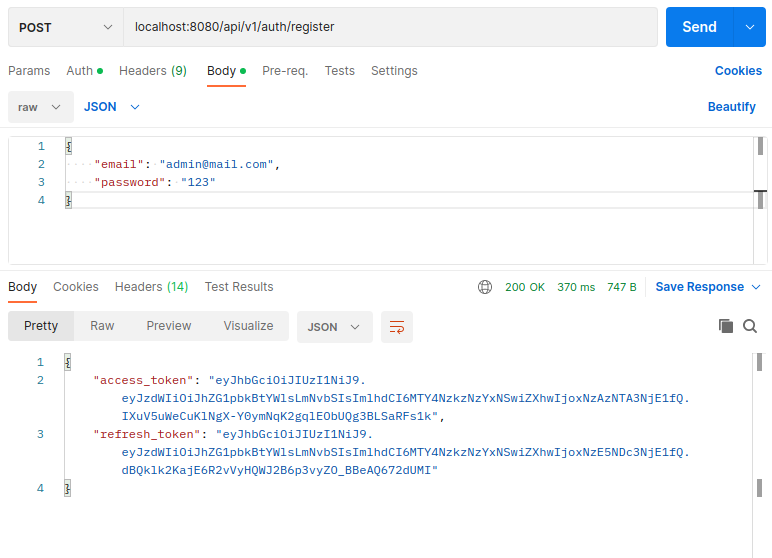 POST localhost:8080/api/v1/auth/register Send
Params Auth Headers (9) Body Pre-req. Tests Settings Cookies
raw JSON Beautify
1 {
2 "email": "admin@mail.com",
3 "password": "123"
4 }
Body Cookies Headers (14) Test Results 200 OK 370 ms 747 B Save Response
Pretty Raw Preview Visualize JSON
1 {
2 "access_token": "eyJhbGciOiJIUzI1NiJ9.
eyJzdWIiOiJhZG1pbkBtYWlsLmNvbSIsImlhdCI6MTY4NzkzNzYxNSwiZXhwIjoxNzAzNTA3NjE1fQ.
IXuV5uWeCuKlNgX-Y0ymNqK2gqlEObUQg3BLSaRFs1k",
3 "refresh_token": "eyJhbGciOiJIUzI1NiJ9.
eyJzdWIiOiJhZG1pbkBtYWlsLmNvbSIsImlhdCI6MTY4NzkzNzYxNSwiZXhwIjoxNzE5NDc3NjE1fQ.
dBQklk2KajE6R2vVyHQWJ2B6p3vyZO_BBeAQ672dUMI"
4 }